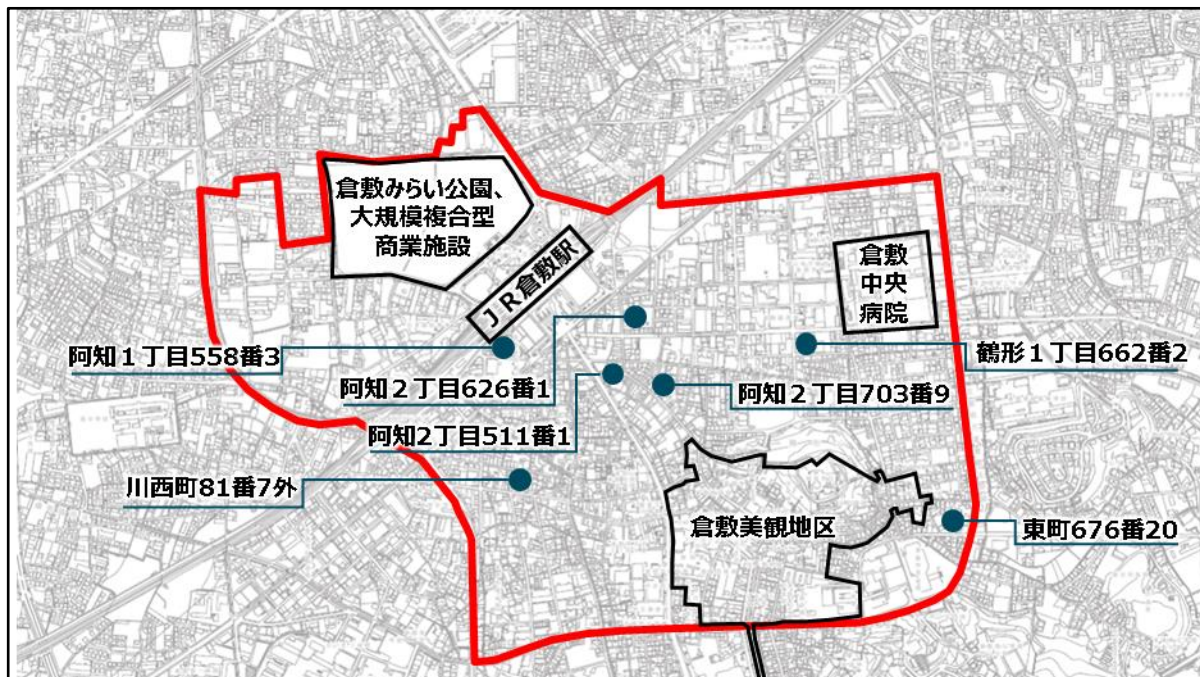 倉敷みらい公園、
大規模複合型
商業施設
JR倉敷駅
倉敷
中央
病院
阿知1丁目558番3
阿知2丁目626番1
鶴形1丁目662番2
阿知2丁目703番9
阿知2丁目511番1
川西町81番7外
倉敷美観地区
東町676番20